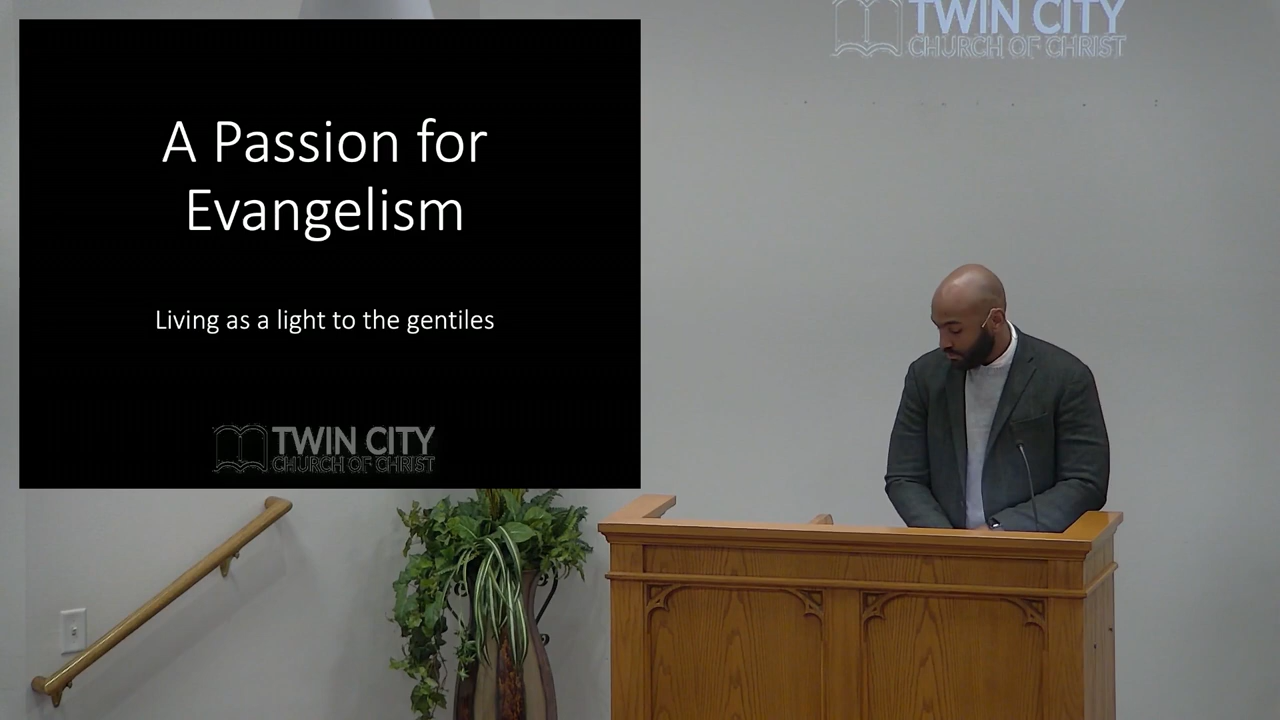 A Passion for
Evangelism
Living as a light to the gentiles
TWIN CITY
CHURCH OF CHRIST
TWIN CITY
CHURCH OF CHRIST